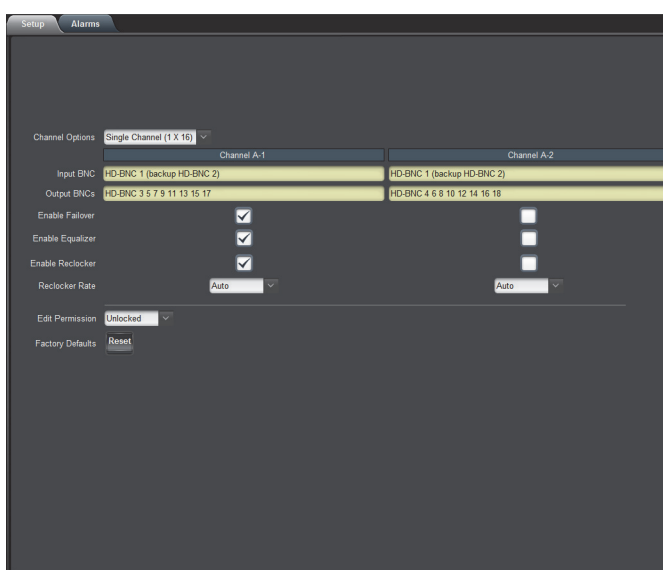 Setup Alarms
Channel Options Single Channel (1 X 16)
Channel A-1 Channel A-2
Input BNC HD-BNC 1 (backup HD-BNC 2) HD-BNC 1 (backup HD-BNC 2)
Output BNCs HD-BNC 3 5 7 9 11 13 15 17 HD-BNC 4 6 8 10 12 14 16 18
Enable Failover
Enable Equalizer
Enable Reclocker
Reclocker Rate Auto Auto
Edit Permission Unlocked
Factory Defaults Reset